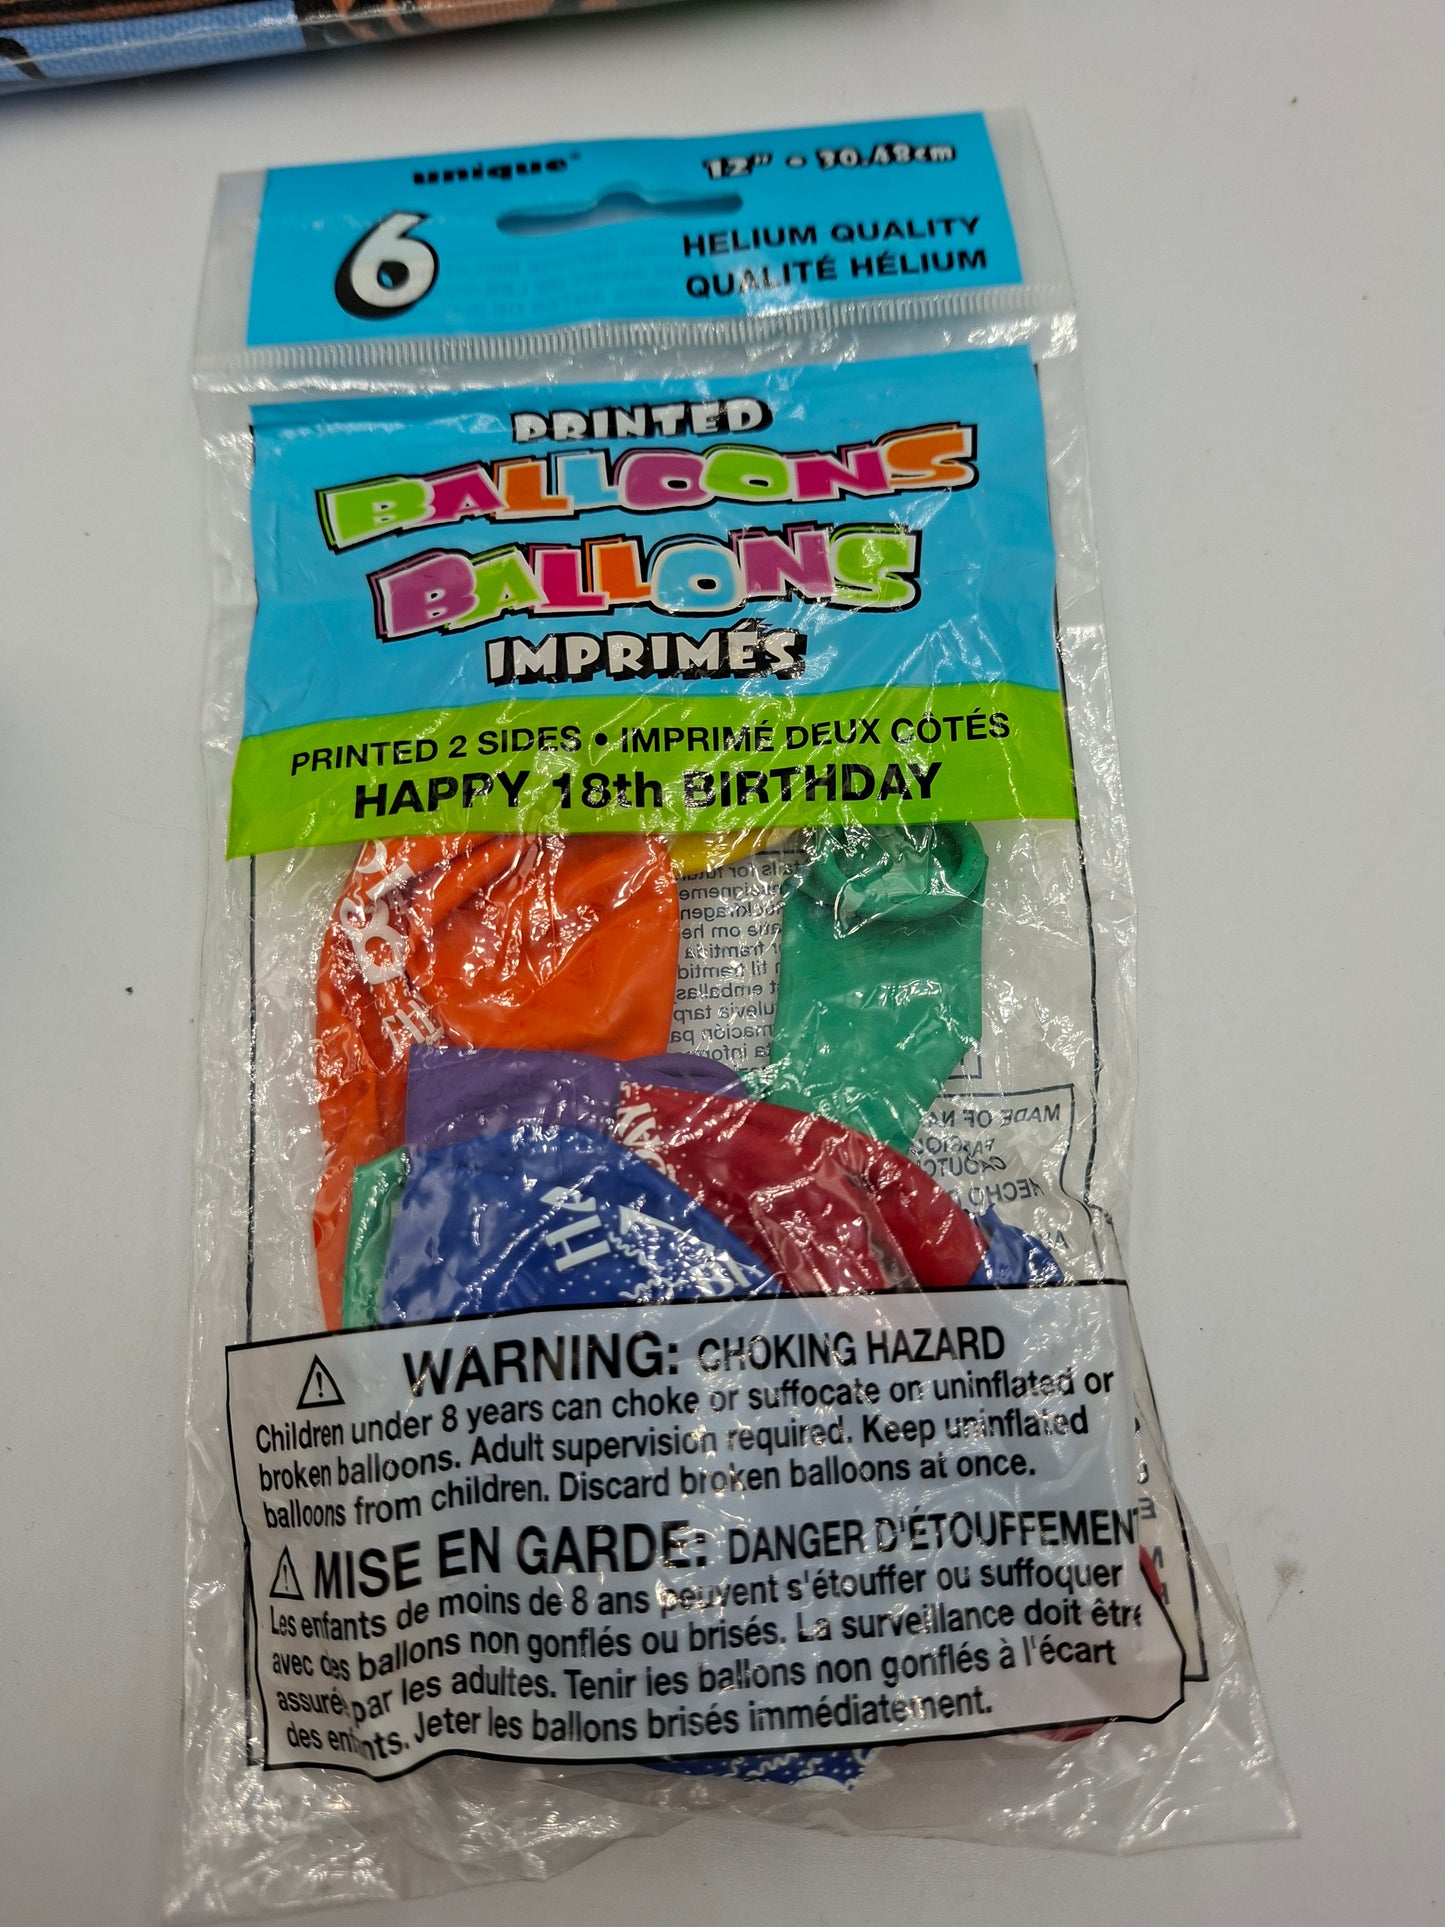 unique®
12" • 30.48cm
6
HELIUM QUALITY
QUALITÉ HÉLIUM
PRINTED
BALLOONS
BALLONS
IMPRIMÉS
PRINTED 2 SIDES • IMPRIMÉ DEUX CÔTÉS
HAPPY 18th BIRTHDAY
MADE OF
WARNING: CHOKING HAZARD
Children under 8 years can choke or suffocate on uninflated or
broken balloons. Adult supervision required. Keep uninflated
balloons from children. Discard broken balloons at once.
MISE EN GARDE: DANGER D'ÉTOUFFEMENT
Les enfants de moins de 8 ans peuvent s'étouffer ou suffoquer
avec des ballons non gonflés ou brisés. La surveillance doit être
assurée par les adultes. Tenir les ballons non gonflés à l'écart
des enfants. Jeter les ballons brisés immédiatement.